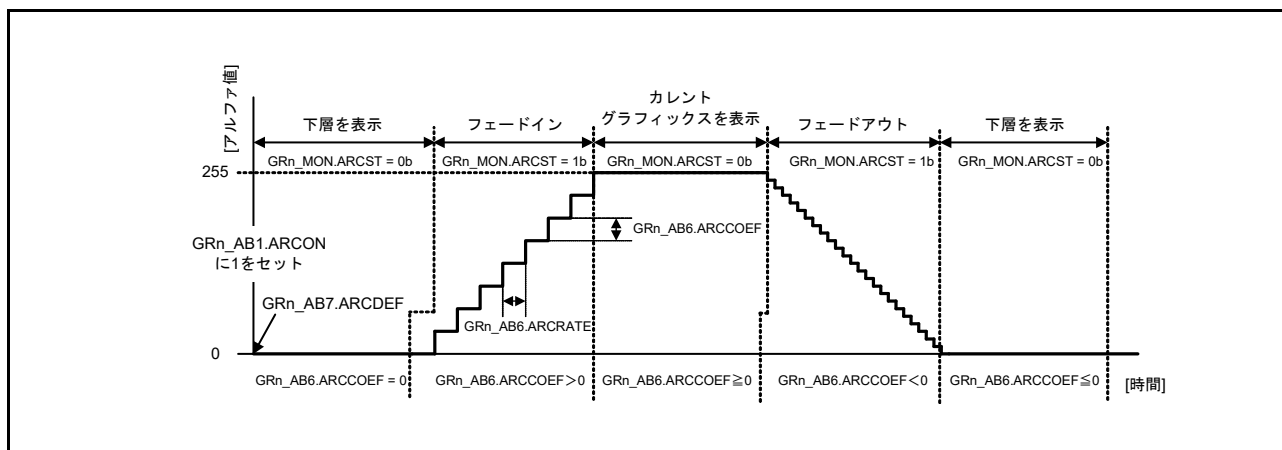 [アルファ値]
カレント
グラフィックスを表示
下層を表示
フェードイン
フェードアウト
下層を表示
GRn_MON.ARCST = 0b
GRn_MON.ARCST = 1b
GRn_MON.ARCST = 0b
GRn_MON.ARCST = 1b
GRn_MON.ARCST = 0b
255
GRn_AB6.ARCCOEF
GRn_AB1.ARCON
に1をセット
GRn_AB7.ARCDEF
GRn_AB6.ARCRATE
0
GRn_AB6.ARCCOEF = 0
GRn_AB6.ARCCOEF＞0
GRn_AB6.ARCCOEF≧0
GRn_AB6.ARCCOEF＜0
GRn_AB6.ARCCOEF≦0
[時間]